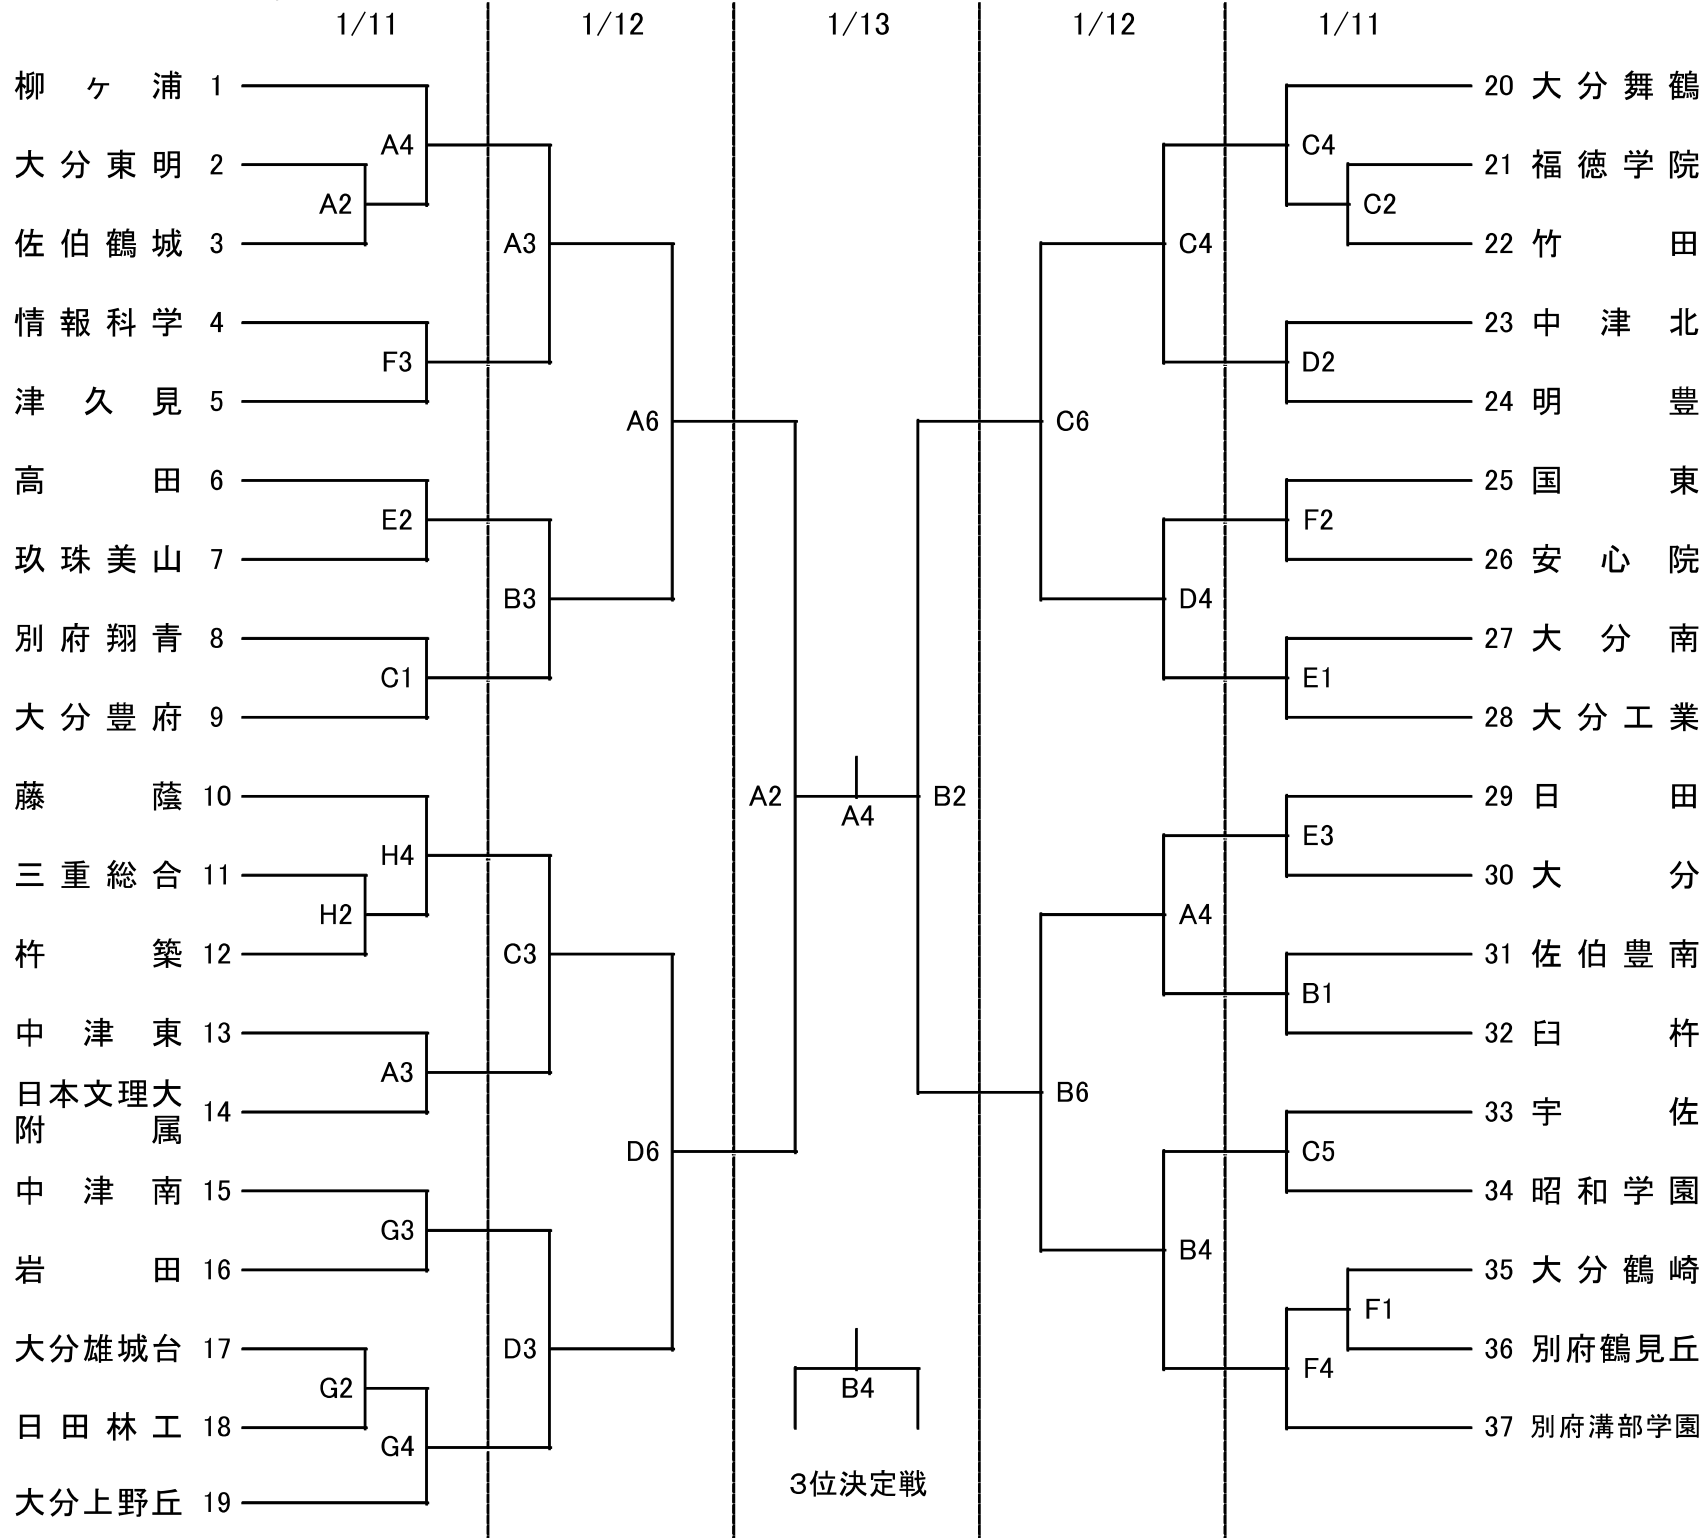 1/11 1/12 1/13 1/12 1/11
柳ヶ浦 1
大分東明 2
佐伯鶴城 3
情報科学 4
津久見 5
高田 6
玖珠美山 7
別府翔青 8
大分豊府 9
藤蔭 10
三重総合 11
杵築 12
中津東 13
日本文理大
附属 14
中津南 15
岩田 16
大分雄城台 17
日田林工 18
大分上野丘 19
A4
A2
F3
E2
C1
H4
H2
A3
G3
G2
G4
A3
B3
C3
D3
A6
D6
A2
A4
B2
B4
3位決定戦
C6
B6
C4
D4
A4
B4
C4
C2
D2
F2
E1
E3
B1
C5
F1
F4
20 大分舞鶴
21 福徳学院
22 竹田
23 中津北
24 明豊
25 国東
26 安心院
27 大分南
28 大分工業
29 日田
30 大分
31 佐伯豊南
32 臼杵
33 宇佐
34 昭和学園
35 大分鶴崎
36 別府鶴見丘
37 別府溝部学園